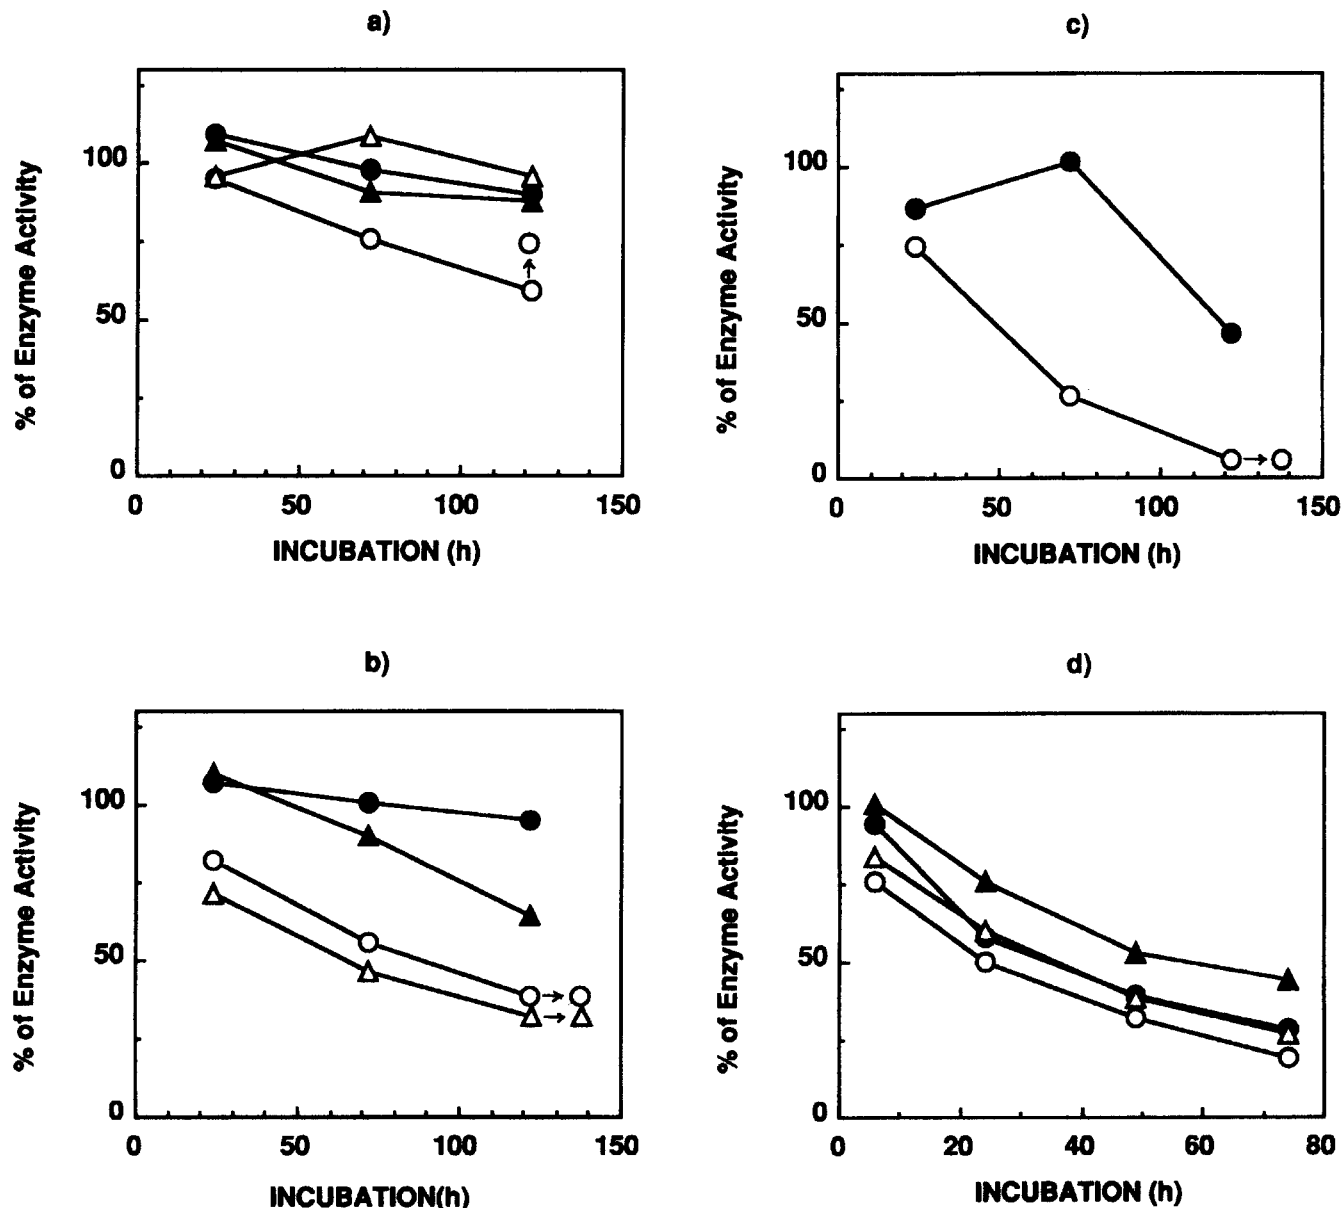 a)
% of Enzyme Activity
100
50
0
0 50 100 150
INCUBATION (h)
c)
% of Enzyme Activity
100
50
0
0 50 100 150
INCUBATION (h)
b)
% of Enzyme Activity
100
50
0
0 50 100 150
INCUBATION(h)
d)
% of Enzyme Activity
100
50
0
0 20 40 60 80
INCUBATION (h)